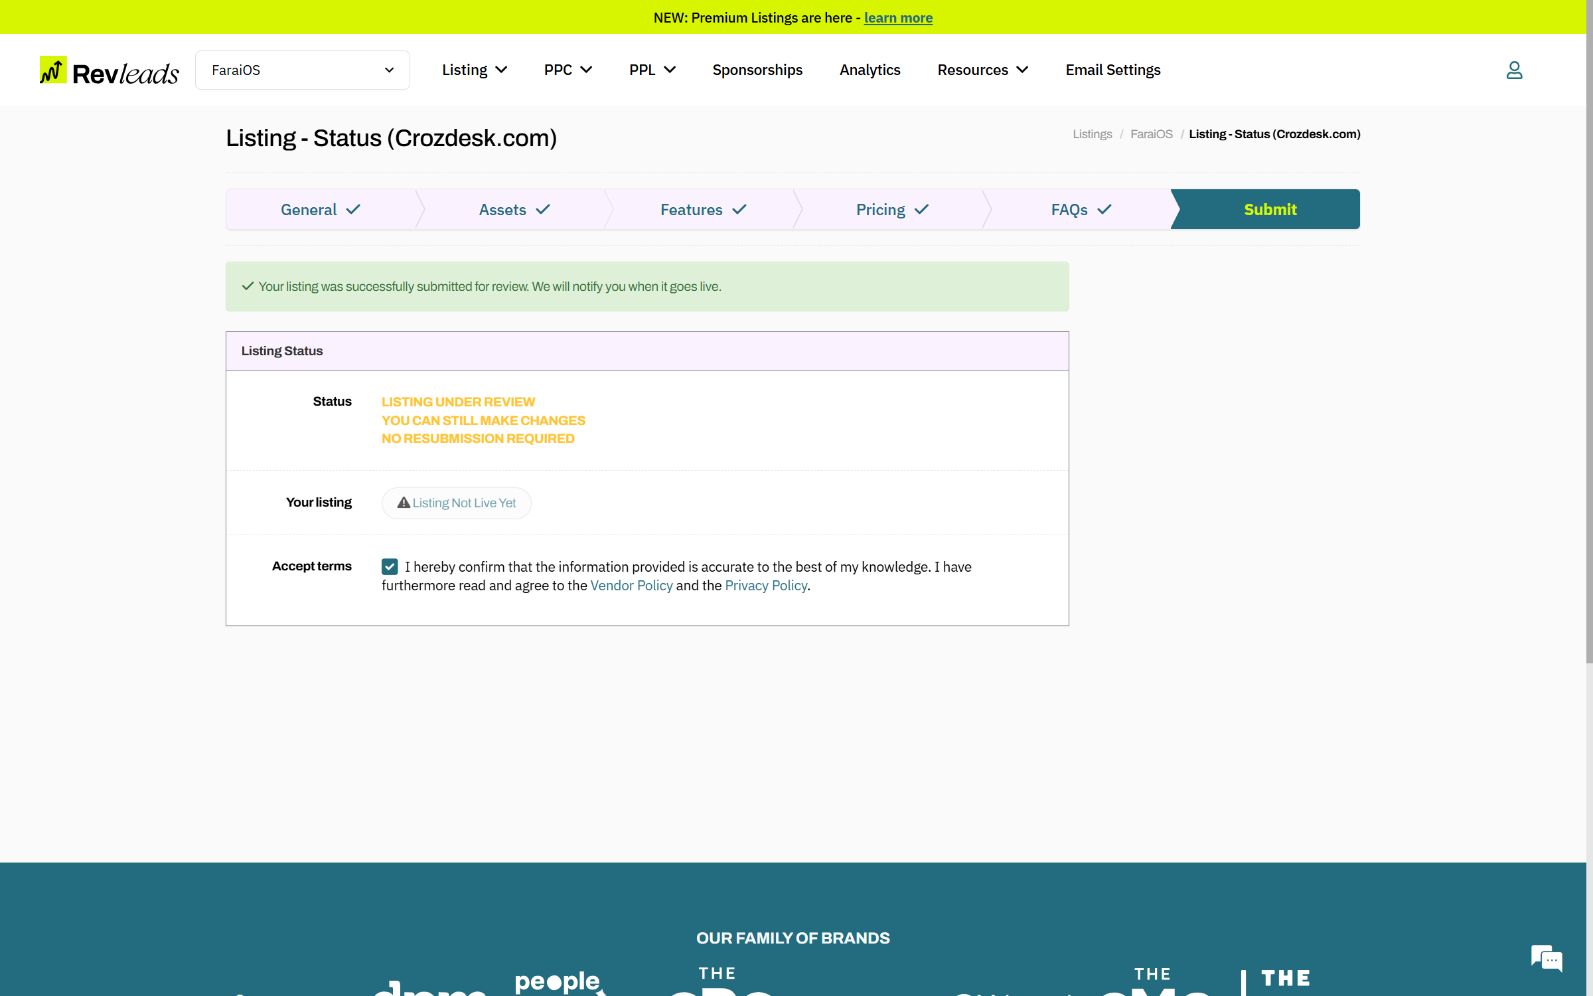 NEW: Premium Listings are here - learn more
Revleads
FaraiOS
Listing
PPC
PPL
Sponsorships
Analytics
Resources
Email Settings
Listing - Status (Crozdesk.com)
Listings / FaraiOS / Listing - Status (Crozdesk.com)
General
Assets
Features
Pricing
FAQs
Submit
Your listing was successfully submitted for review. We will notify you when it goes live.
Listing Status
Status
LISTING UNDER REVIEW
YOU CAN STILL MAKE CHANGES
NO RESUBMISSION REQUIRED
Your listing
Listing Not Live Yet
Accept terms
I hereby confirm that the information provided is accurate to the best of my knowledge. I have
furthermore read and agree to the Vendor Policy and the Privacy Policy.
OUR FAMILY OF BRANDS
people
THE
THE
THE